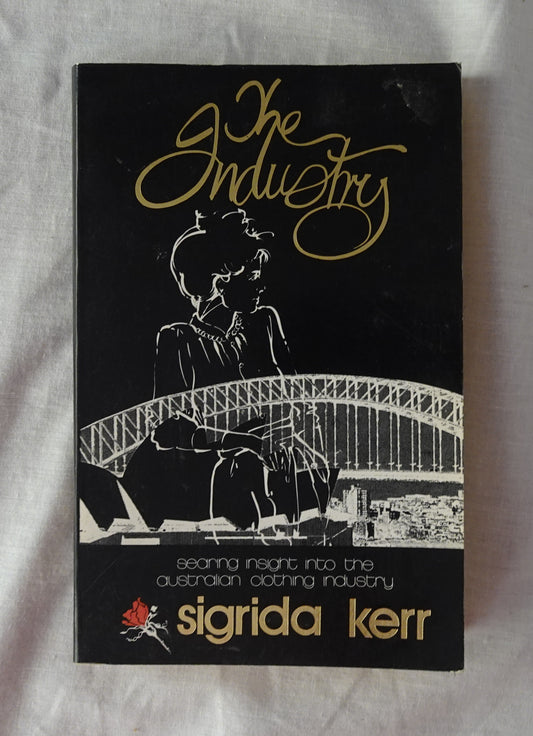 The
Industry
searing insight into the
australian clothing industry
sigrida kerr